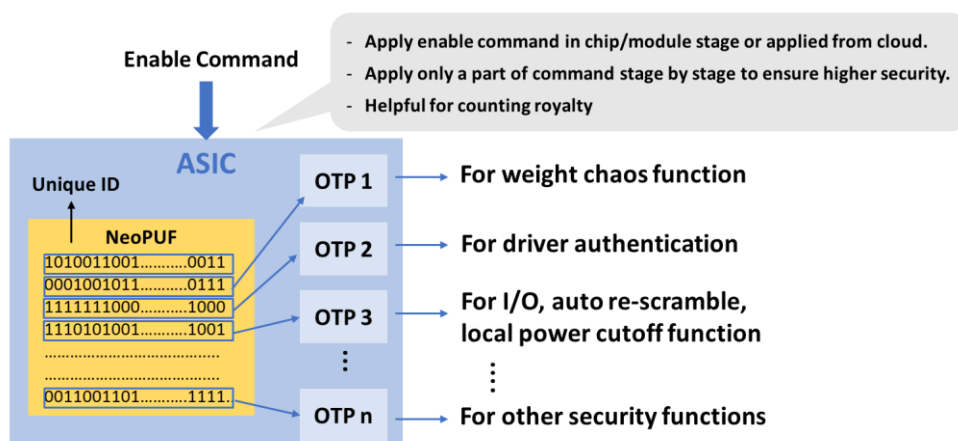 Enable Command
- Apply enable command in chip/module stage or applied from cloud.
- Apply only a part of command stage by stage to ensure higher security.
- Helpful for counting royalty
ASIC
Unique ID
NeoPUF
1010011001...........0011
0001001011...........0111
1111111000...........1000
1110101001...........1001
..........................................
..........................................
0011001101...........1111.
OTP 1
For weight chaos function
OTP 2
For driver authentication
OTP 3
For I/O, auto re-scramble,
local power cutoff function
OTP n
For other security functions